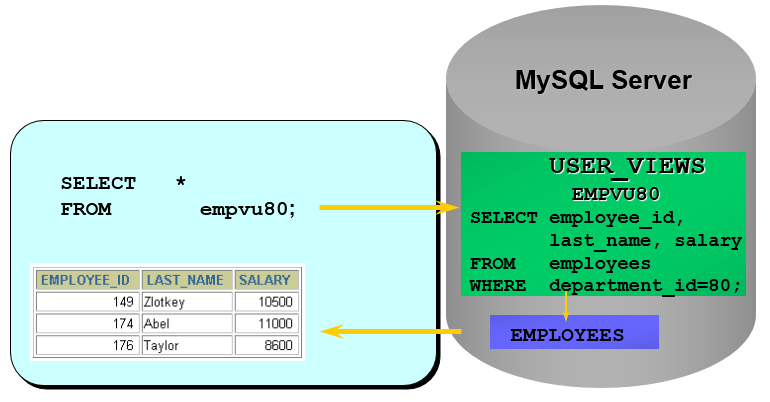 MySQL Server
SELECT *
FROM empvu80;
USER_VIEWS
EMPVU80
SELECT employee_id,
last_name, salary
FROM employees
WHERE department_id=80;
EMPLOYEES
EMPLOYEE_ID LAST_NAME SALARY
149 Zlotkey 10500
174 Abel 11000
176 Taylor 8600